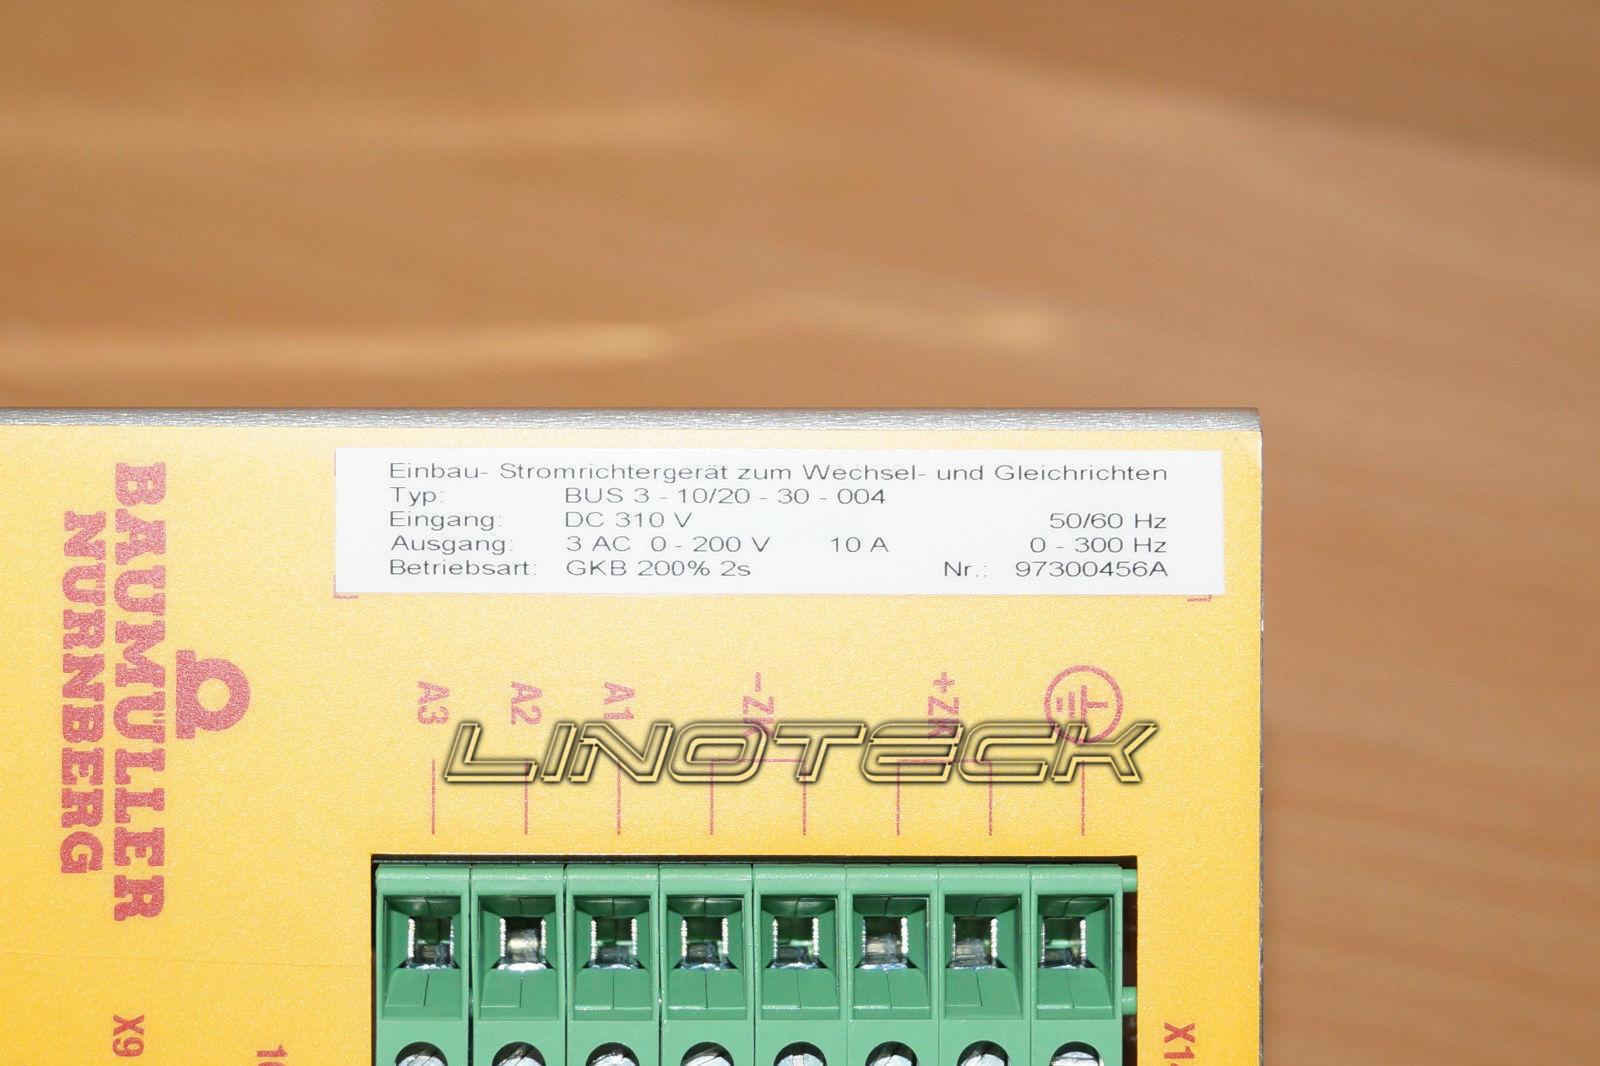 Einbau- Stromrichtergerät zum Wechsel- und Gleichrichten
Typ: BUS 3 - 10/20 - 30 - 004
Eingang: DC 310 V 50/60 Hz
Ausgang: 3 AC 0 - 200 V 10 A 0 - 300 Hz
Betriebsart: GKB 200% 2s Nr.: 97300456A
BAUMÜLLER
NÜRNBERG
A3 A2 A1 -ZK +ZK
LINOTECK
X9